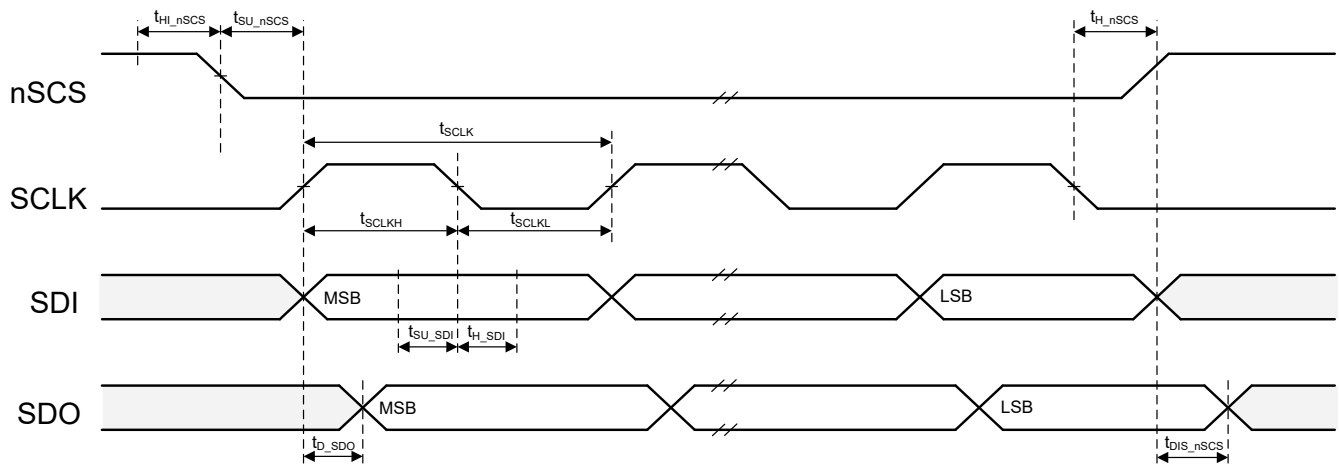 tHI_nSCS tSU_nSCS tH_nSCS
nSCS
tSCLK
SCLK
tSCLKH tSCLKL
SDI MSB LSB
tSU_SDI tH_SDI
SDO MSB LSB
tD_SDO tDIS_nSCS